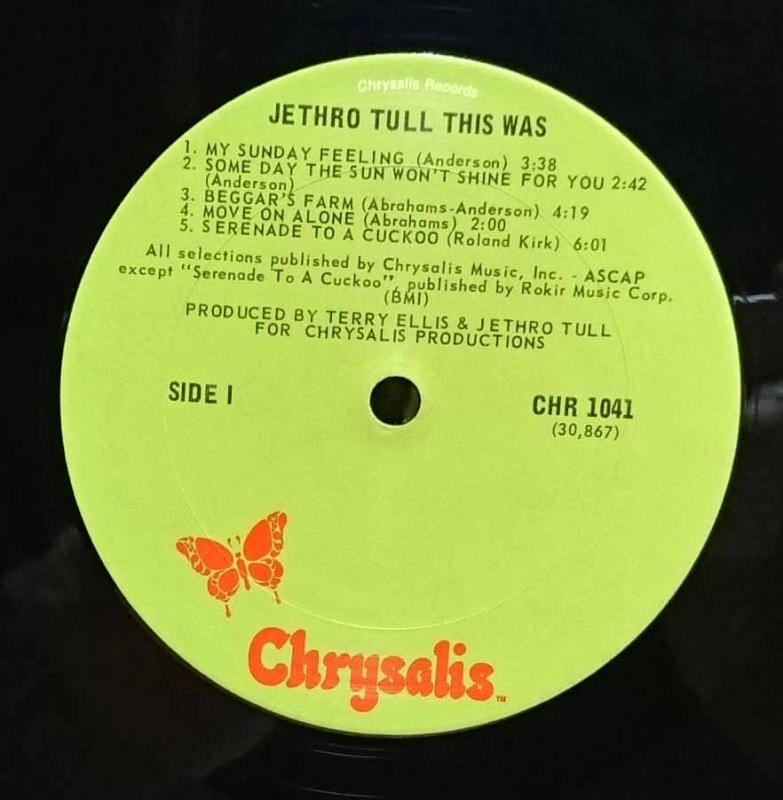 Chrysalis Records
JETHRO TULL THIS WAS
1. MY SUNDAY FEELING (Anderson) 3:38
2. SOME DAY THE SUN WON'T SHINE FOR YOU 2:42
(Anderson)
3. BEGGAR'S FARM (Abrahams-Anderson) 4:19
4. MOVE ON ALONE (Abrahams) 2:00
5. SERENADE TO A CUCKOO (Roland Kirk) 6:01
All selections published by Chrysalis Music, Inc. - ASCAP
except "Serenade To A Cuckoo", published by Rokir Music Corp.
(BMI)
PRODUCED BY TERRY ELLIS & JETHRO TULL
FOR CHRYSALIS PRODUCTIONS
SIDE I
CHR 1041
(30,867)
Chrysalis™